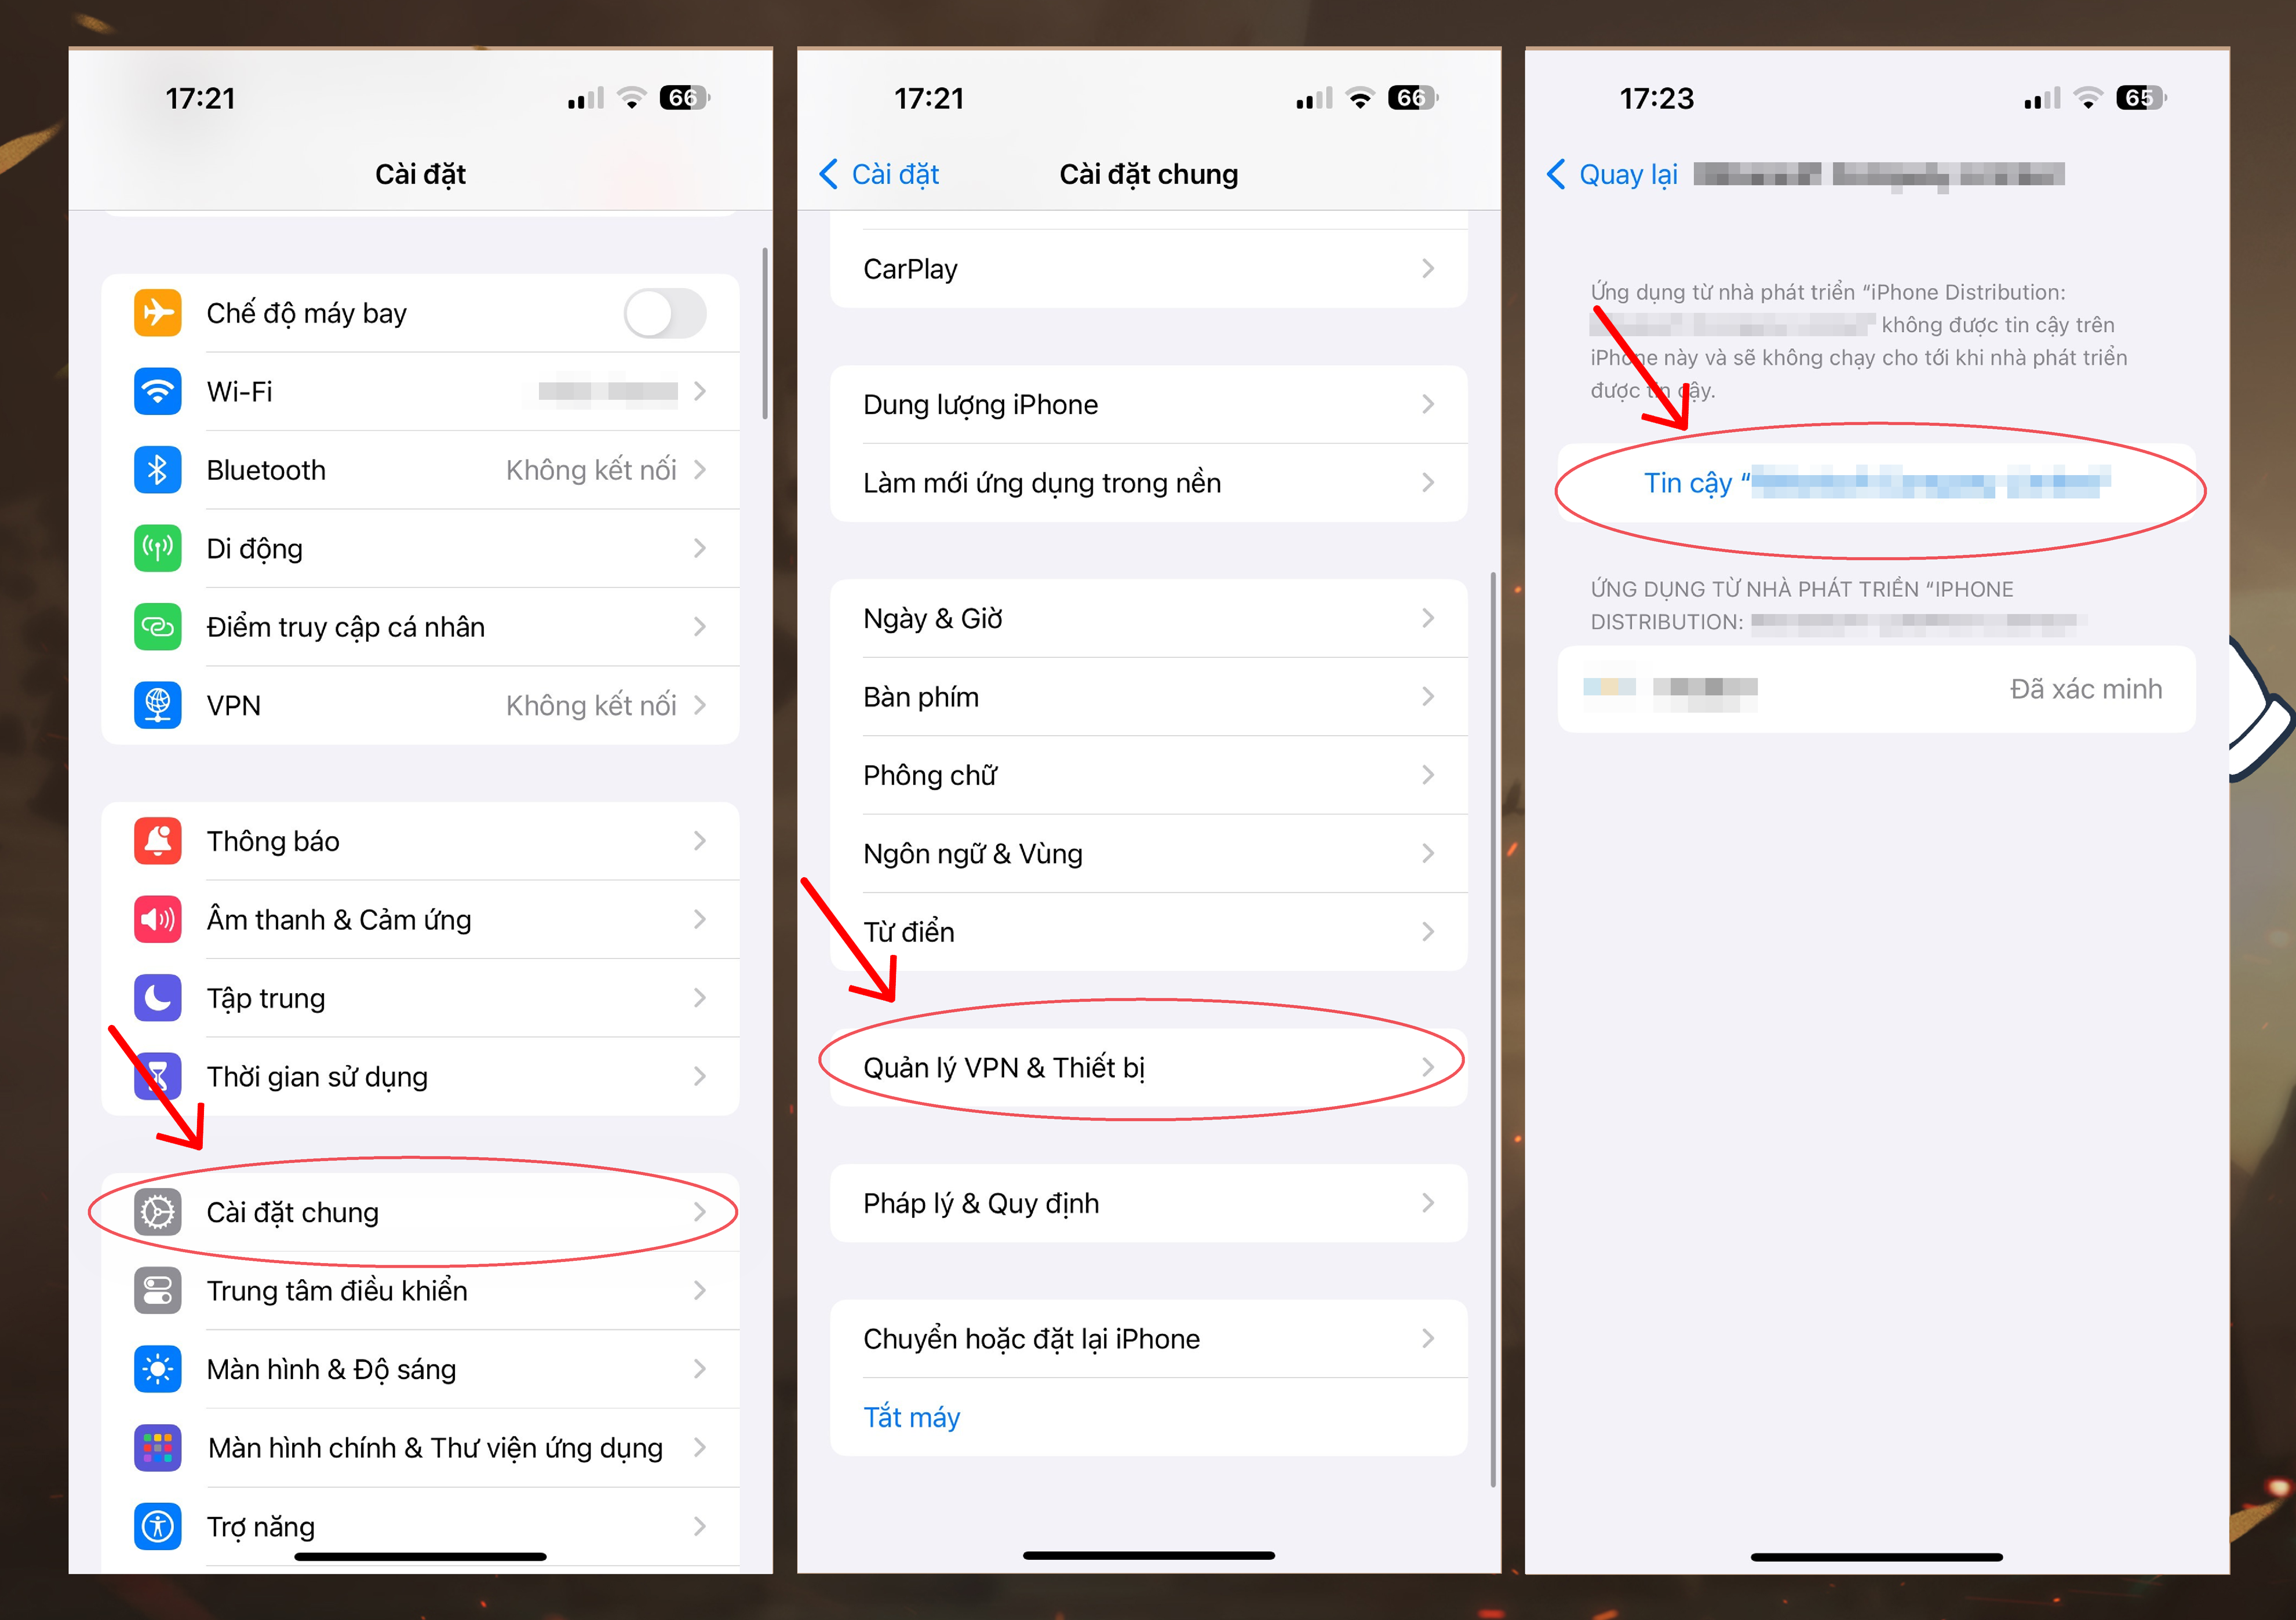 17:21
66
Cài đặt
Chế độ máy bay
Wi-Fi
Bluetooth Không kết nối
Di động
Điểm truy cập cá nhân
VPN Không kết nối
Thông báo
Âm thanh & Cảm ứng
Tập trung
Thời gian sử dụng
Cài đặt chung
Trung tâm điều khiển
Màn hình & Độ sáng
Màn hình chính & Thư viện ứng dụng
Trợ năng
17:21
66
Cài đặt Cài đặt chung
CarPlay
Dung lượng iPhone
Làm mới ứng dụng trong nền
Ngày & Giờ
Bàn phím
Phông chữ
Ngôn ngữ & Vùng
Từ điển
Quản lý VPN & Thiết bị
Pháp lý & Quy định
Chuyển hoặc đặt lại iPhone
Tắt máy
17:23
65
Quay lại
Ứng dụng từ nhà phát triển “iPhone Distribution:
không được tin cậy trên
iPhone này và sẽ không chạy cho tới khi nhà phát triển
được tin cậy.
Tin cậy “
ỨNG DỤNG TỪ NHÀ PHÁT TRIỂN “IPHONE
DISTRIBUTION:
Đã xác minh